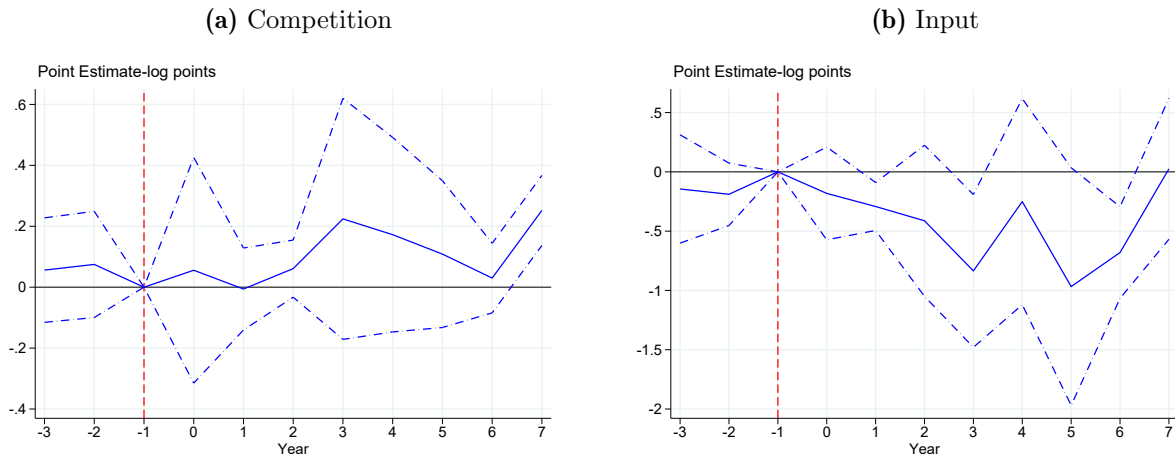 (a) Competition
Point Estimate-log points
.6
.4
.2
0
-.2
-.4
-3 -2 -1 0 1 2 3 4 5 6 7
Year
(b) Input
Point Estimate-log points
.5
0
-.5
-1
-1.5
-2
-3 -2 -1 0 1 2 3 4 5 6 7
Year